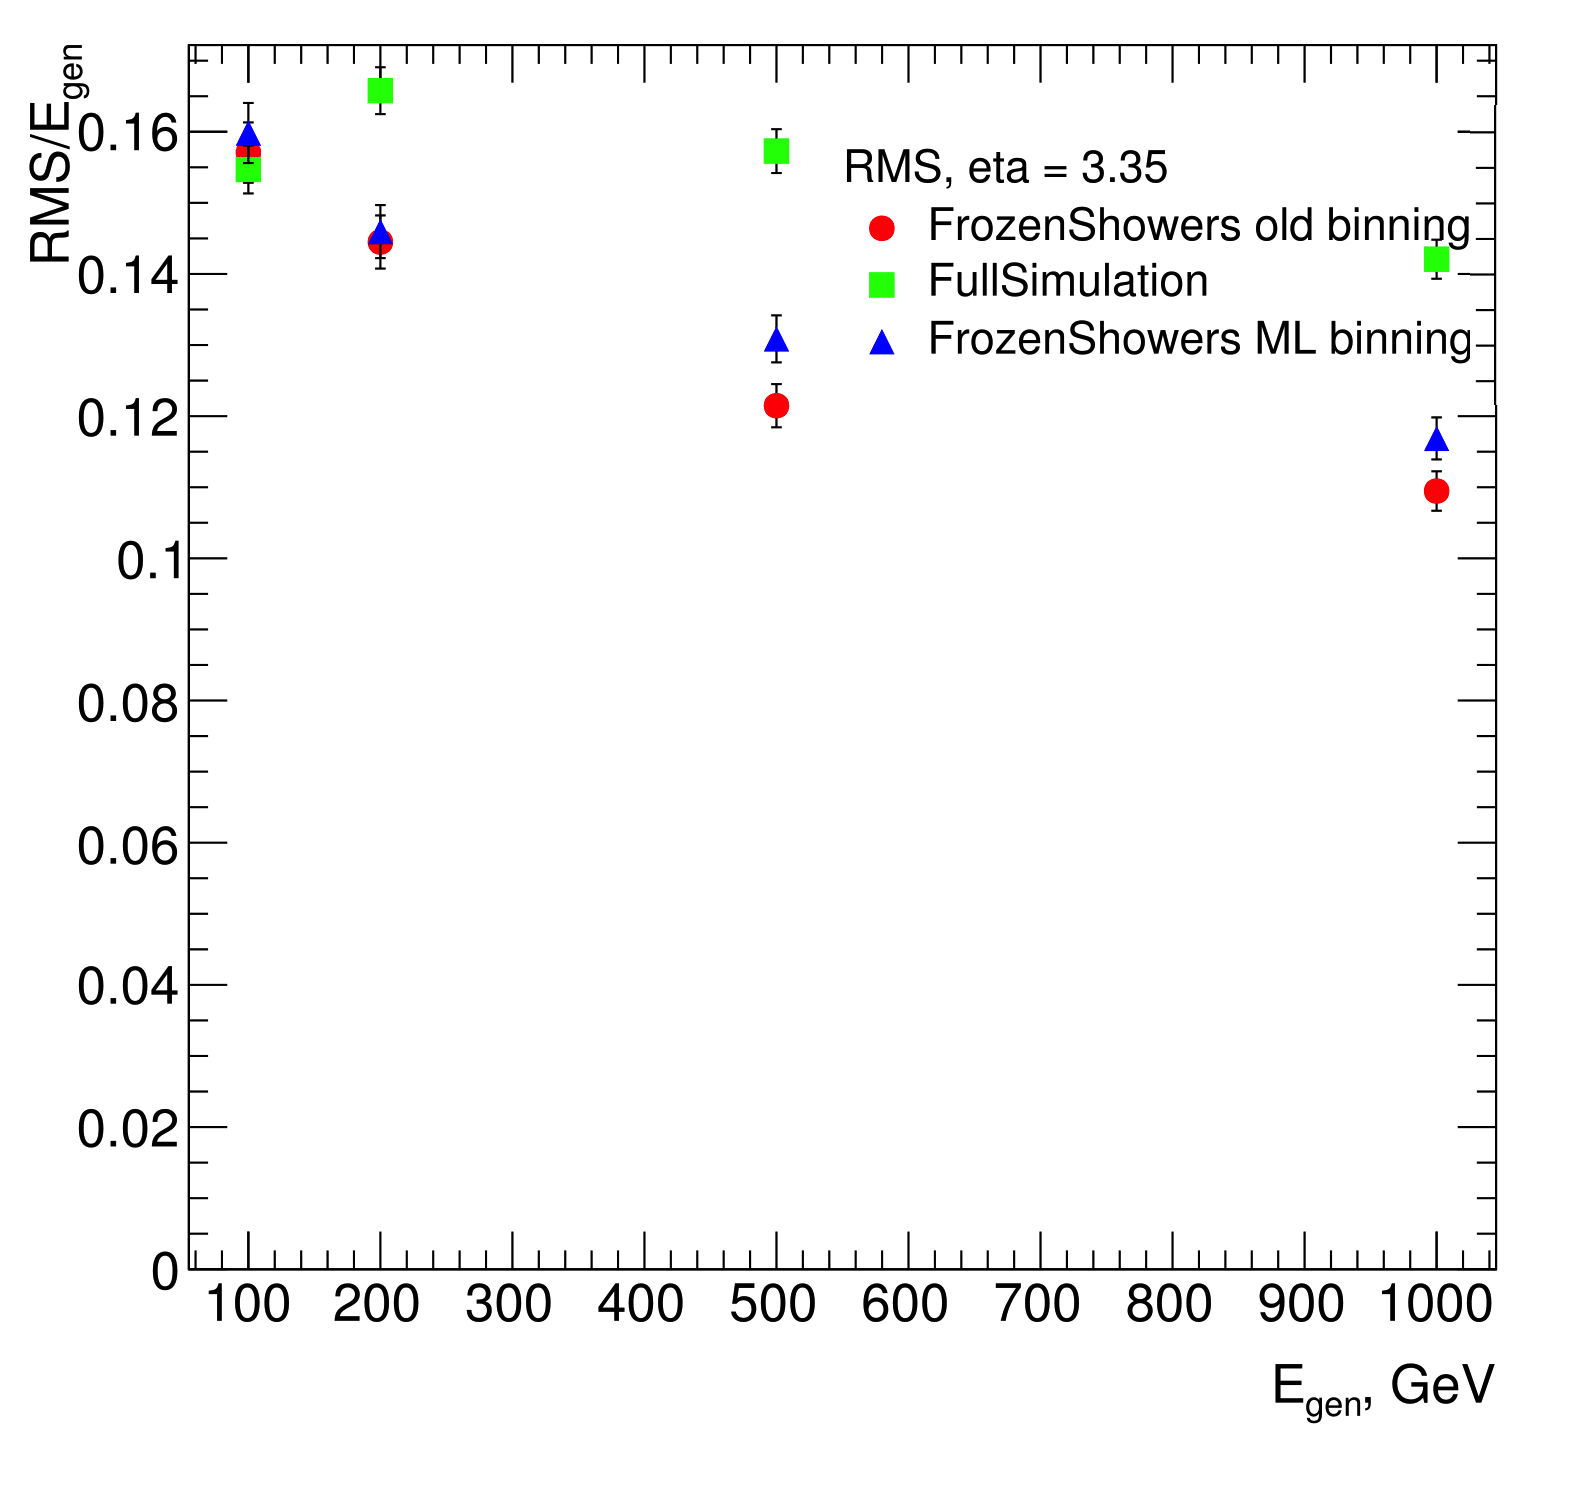 RMS/Egen
0.16
0.14
0.12
0.1
0.08
0.06
0.04
0.02
0
RMS, eta = 3.35
FrozenShowers old binning
FullSimulation
FrozenShowers ML binning
100 200 300 400 500 600 700 800 900 1000
Egen, GeV